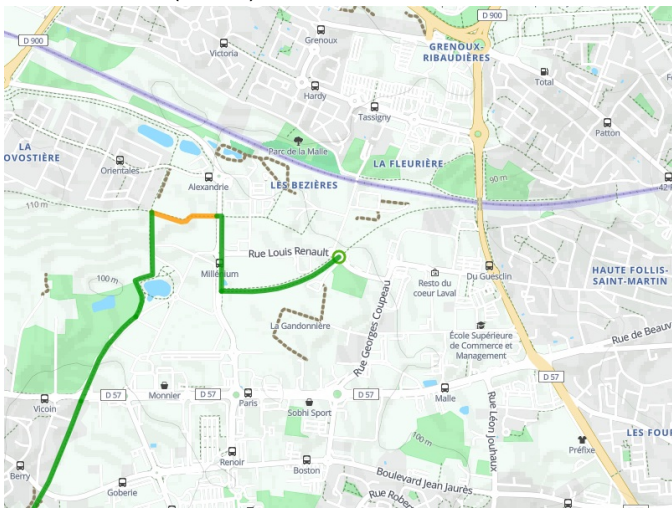 D 900
D 900
Grenoux
Victoria
GRENOUX-
RIBAUDIÈRES
Total
Hardy
Tassigny
Patton
LA
OVOSTIÈRE
Parc de la Malle
LA FLEURIÈRE
Orientales
Alexandrie
LES BEZIÈRES
90 m
42
110 m
Rue Louis Renault
Millénium
100 m
Resto du
coeur Laval
Du Guesclin
HAUTE FOLLIS-
SAINT-MARTIN
La Gandonnière
Rue Georges Coupeau
École Supérieure
de Commerce et
Management
Rue de Beauv
D 57
Monnier
D 57
Paris
D 57
D 57
Malle
Vicoin
Sobhi Sport
Rue Léon Jouhaux
100 m
LES FOU
Préfixe
Berry
Renoir
Boston
Goberie
Boulevard Jean Jaurès
Rue Rober